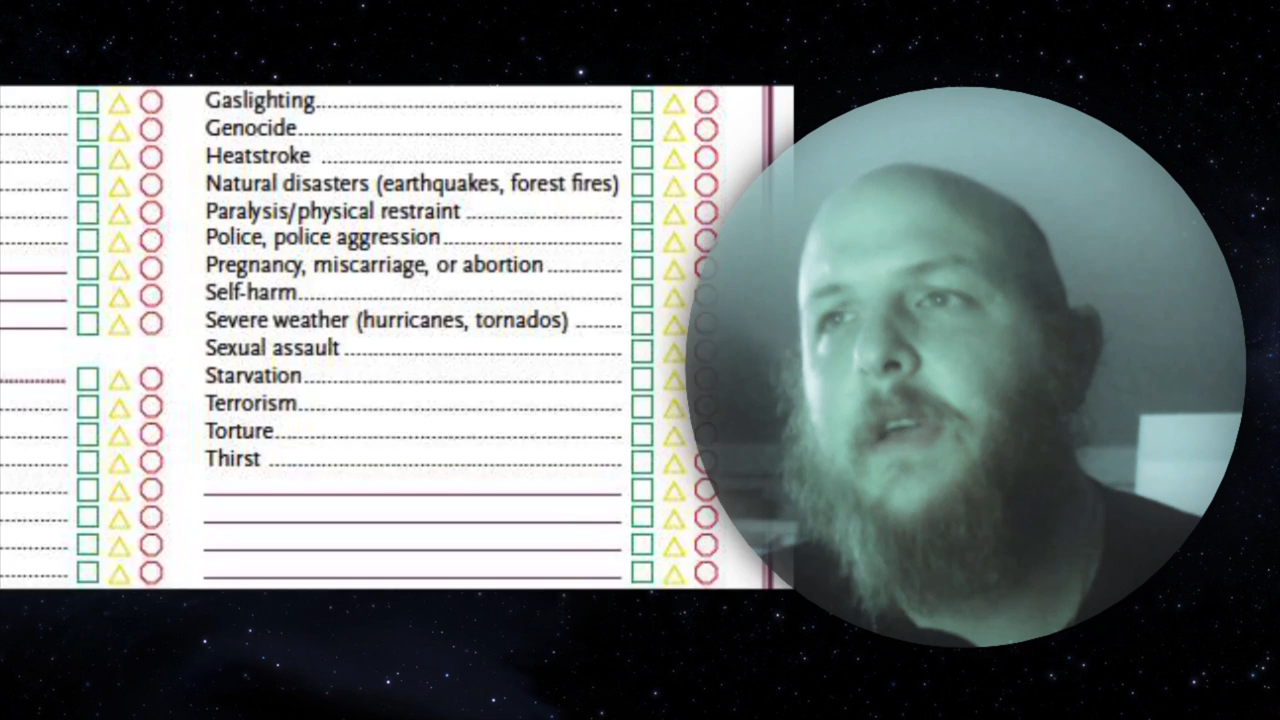 Gaslighting
Genocide
Heatstroke
Natural disasters (earthquakes, forest fires)
Paralysis/physical restraint
Police, police aggression
Pregnancy, miscarriage, or abortion
Self-harm
Severe weather (hurricanes, tornados)
Sexual assault
Starvation
Terrorism
Torture
Thirst